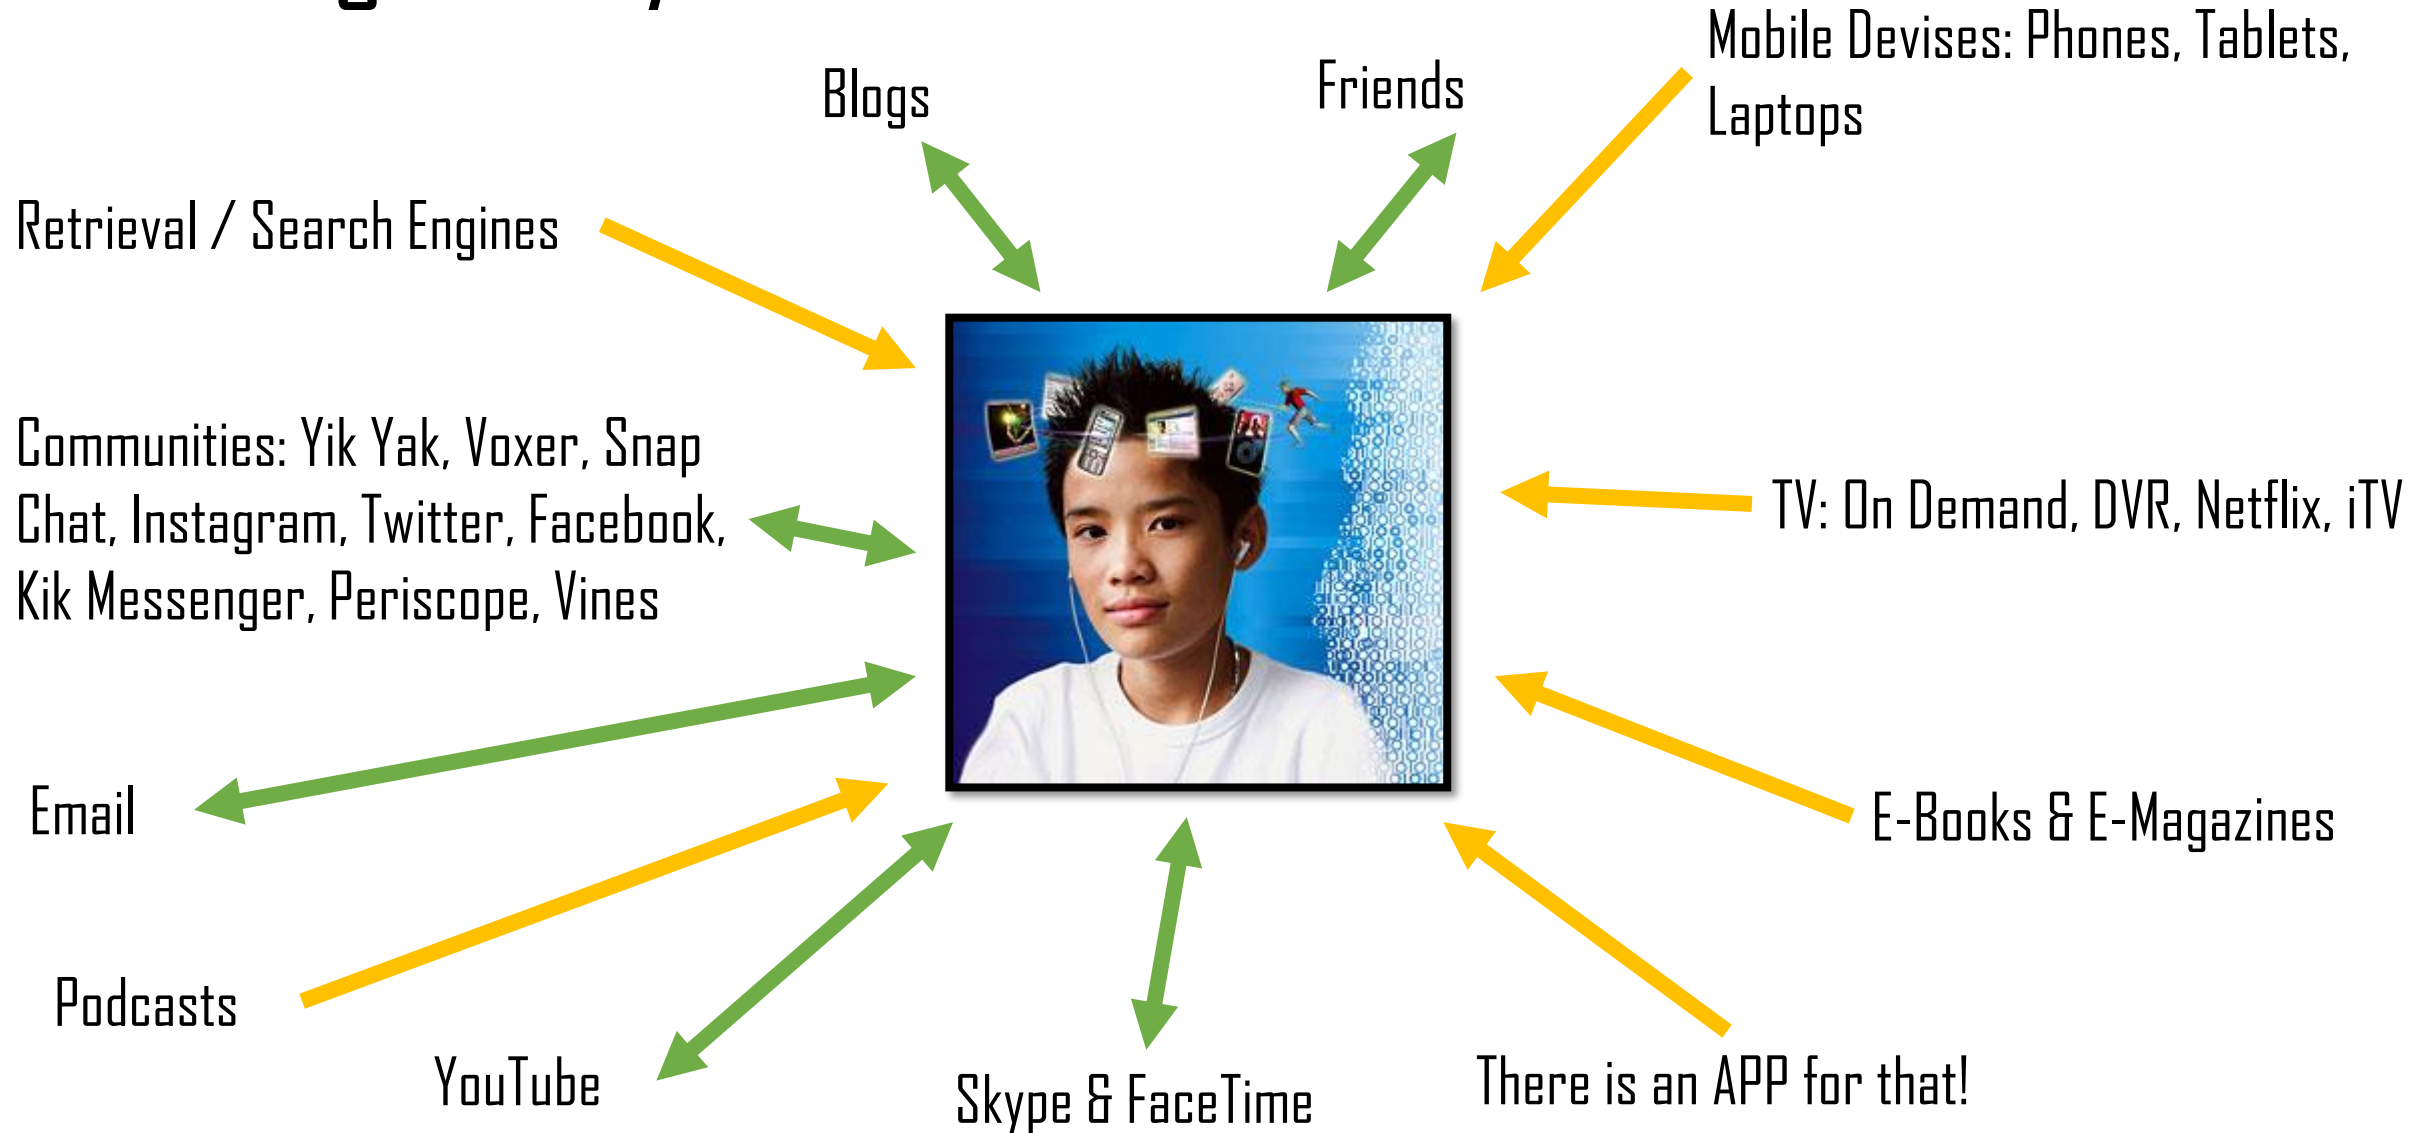 Blogs
Friends
Mobile Devises: Phones, Tablets,
Laptops
Retrieval / Search Engines
Communities: Yik Yak, Voxer, Snap
Chat, Instagram, Twitter, Facebook,
Kik Messenger, Periscope, Vines
TV: On Demand, DVR, Netflix, iTV
Email
E-Books & E-Magazines
Podcasts
YouTube
Skype & FaceTime
There is an APP for that!